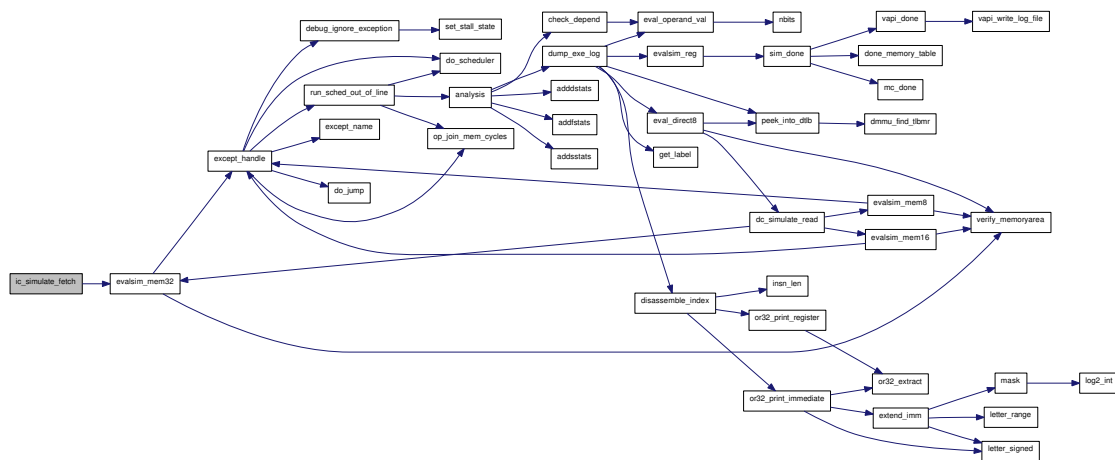 ic_simulate_fetch
evalsim_mem32
except_handle
debug_ignore_exception
do_scheduler
run_sched_out_of_line
except_name
do_jump
set_stall_state
analysis
op_join_mem_cycles
check_depend
dump_exe_log
adddstats
addfstats
addsstats
eval_operand_val
evalsim_reg
eval_direct8
get_label
disassemble_index
nbits
sim_done
peek_into_dtlb
dc_simulate_read
insn_len
or32_print_register
or32_print_immediate
vapi_done
done_memory_table
mc_done
dmmu_find_tlbmr
evalsim_mem8
evalsim_mem16
or32_extract
extend_imm
vapi_write_log_file
verify_memoryarea
mask
letter_range
letter_signed
log2_int